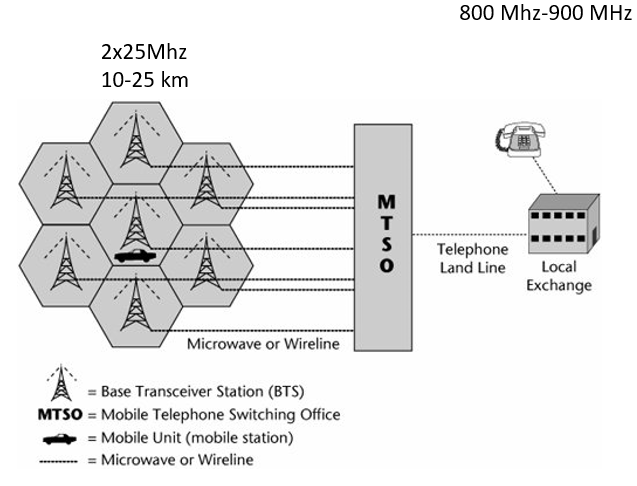 800 Mhz-900 MHz
2x25Mhz
10-25 km
MTSO
Telephone
Land Line
Local
Exchange
Microwave or Wireline
= Base Transceiver Station (BTS)
MTSO = Mobile Telephone Switching Office
= Mobile Unit (mobile station)
= Microwave or Wireline